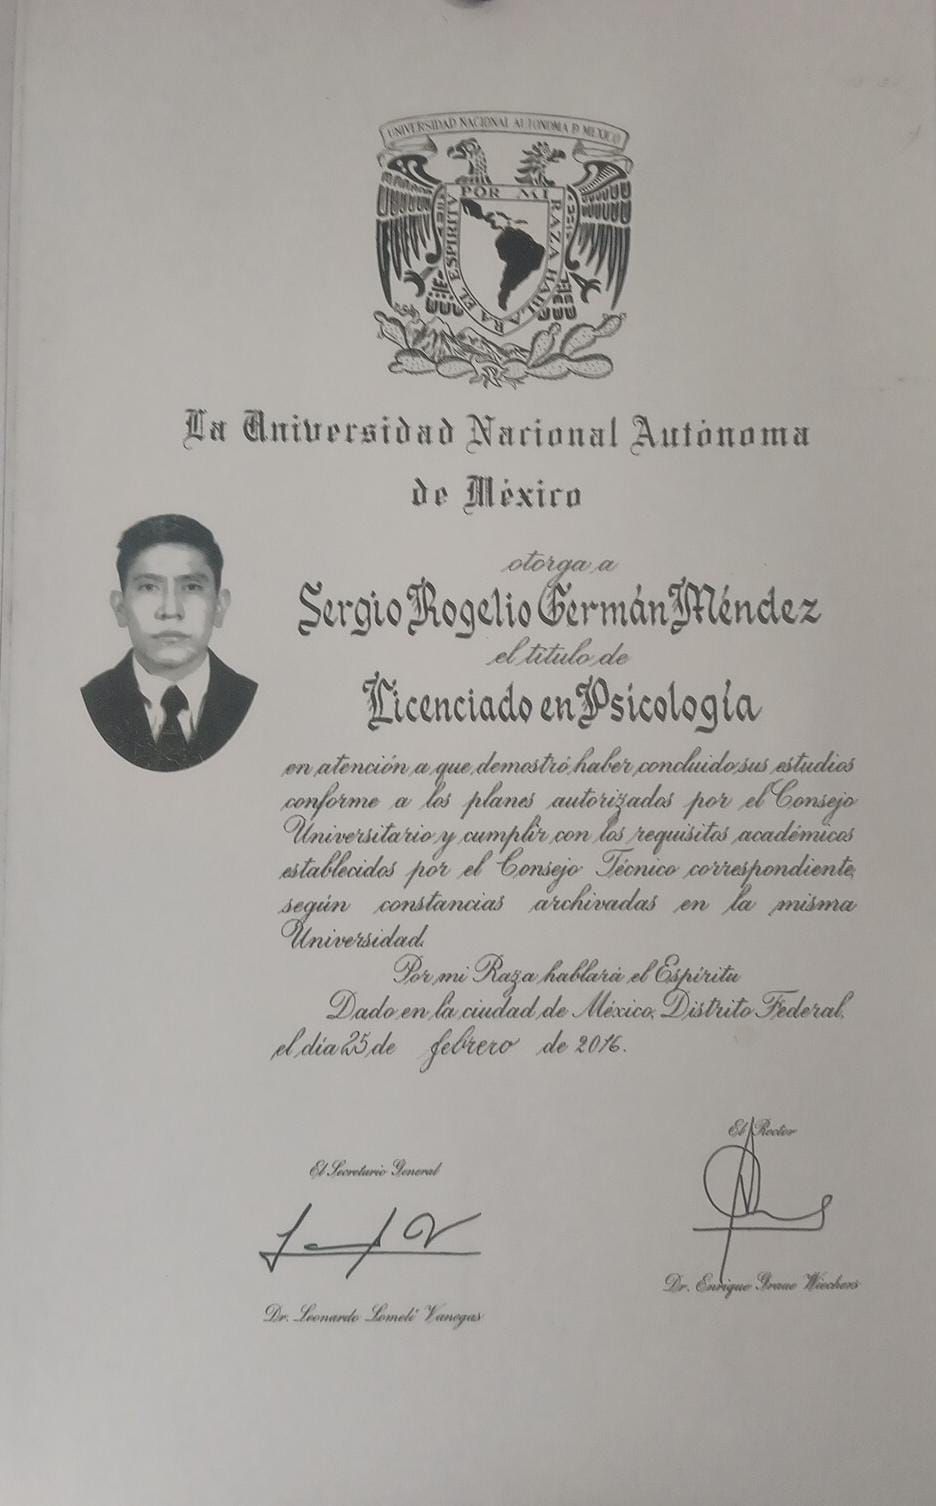 UNIVERSIDAD NACIONAL AUTONOMA D MEXICO
POR MI RAZA HABLARA EL ESPIRITU
La Universidad Nacional Autónoma
de México
otorga a
Sergio Rogelio Germán Méndez
el título de
Licenciado en Psicología
en atención a que demostró haber concluido sus estudios
conforme a los planes autorizados por el Consejo
Universitario y cumplir con los requisitos académicos
establecidos por el Consejo Técnico correspondiente,
según constancias archivadas en la misma
Universidad.
Por mi Raza hablará el Espíritu
Dado en la ciudad de México, Distrito Federal,
el día 25 de febrero de 2016.
El Rector
El Secretario General
Dr. Enrique Graue Wiechers
Dr. Leonardo Lomelí Vanegas